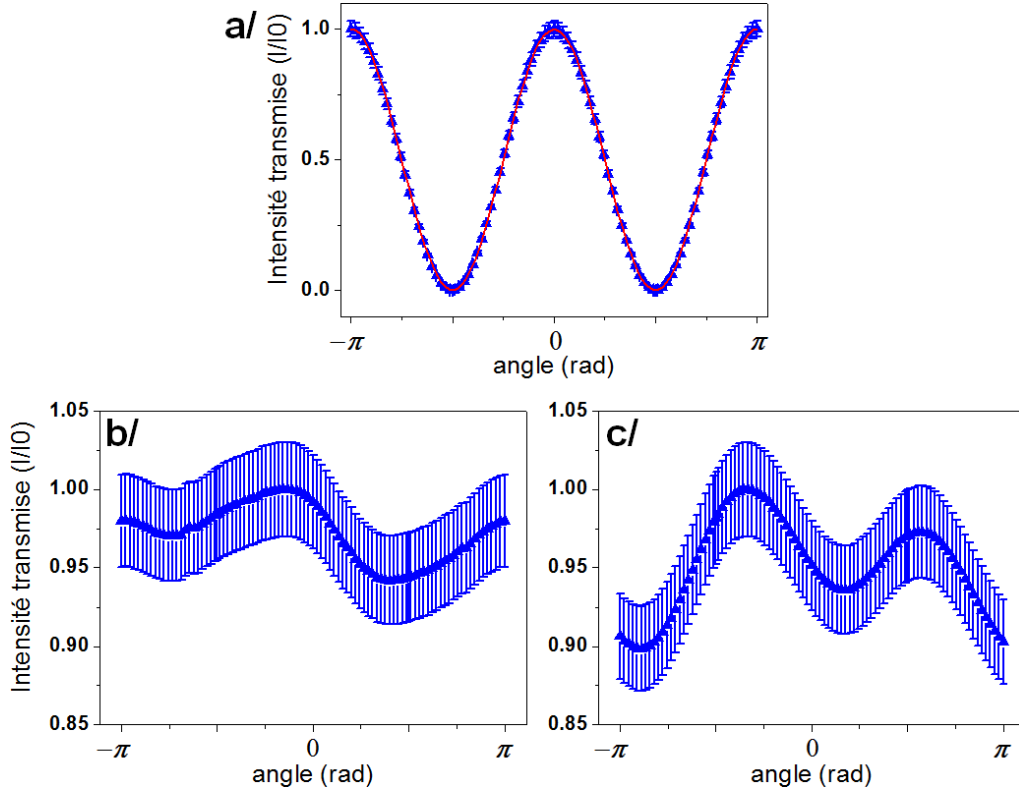 a/
Intensité transmise (I/I0)
1.0
0.5
0.0
−π 0 π
angle (rad)
b/
Intensité transmise (I/I0)
1.05
1.00
0.95
0.90
0.85
−π 0 π
angle (rad)
c/
1.05
1.00
0.95
0.90
0.85
−π 0 π
angle (rad)